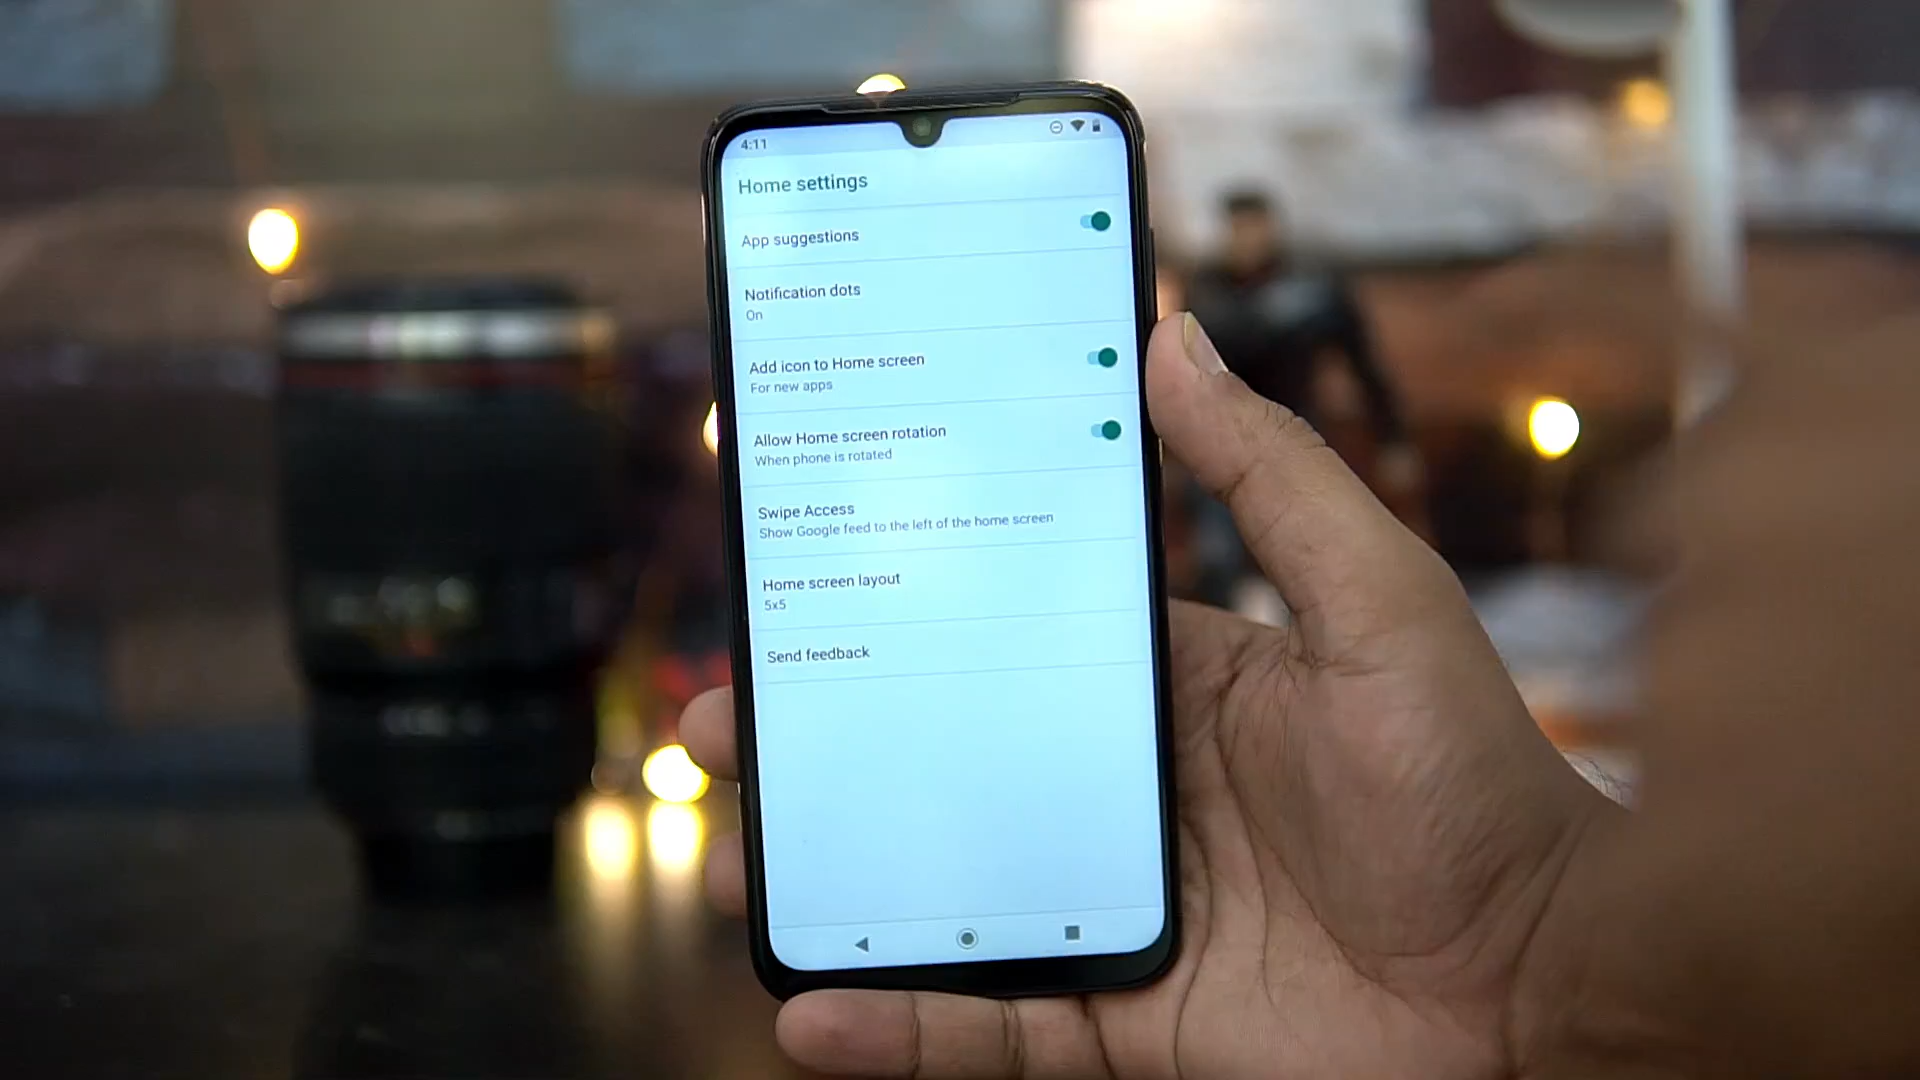 4:11
Home settings
App suggestions
Notification dots
On
Add icon to Home screen
For new apps
Allow Home screen rotation
When phone is rotated
Swipe Access
Show Google feed to the left of the home screen
Home screen layout
5x5
Send feedback